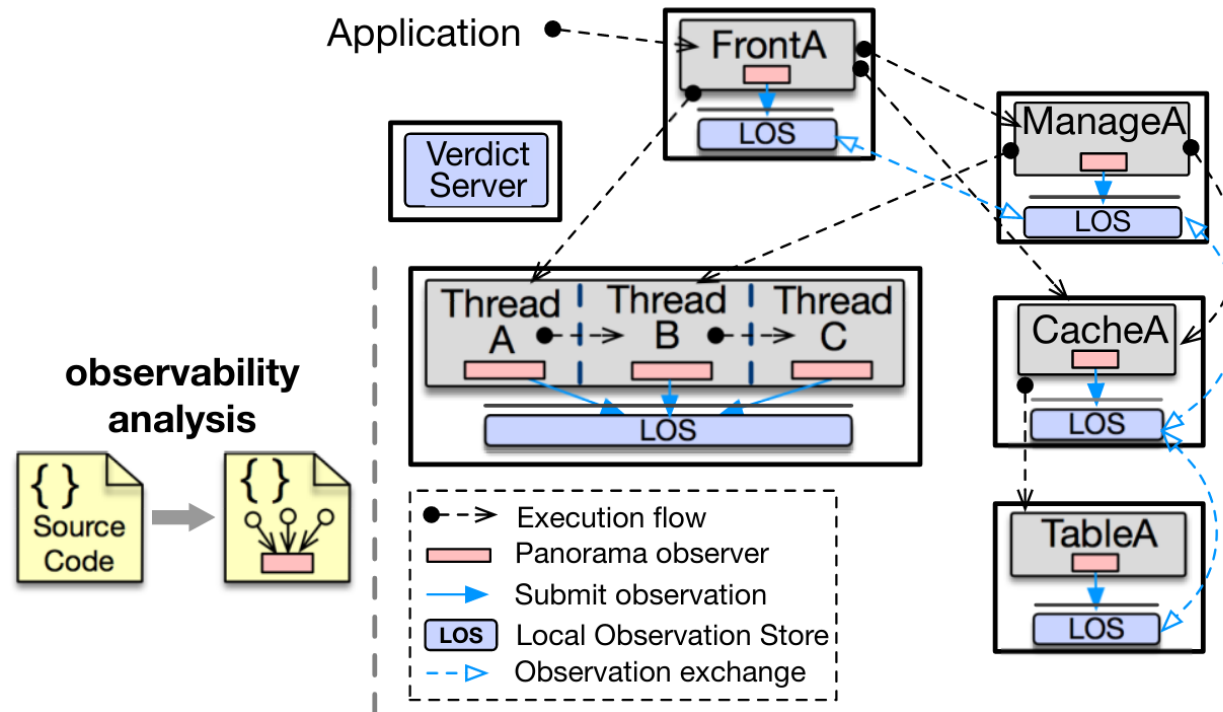 Application
FrontA
LOS
ManageA
LOS
Verdict
Server
Thread
A
Thread
B
Thread
C
LOS
CacheA
LOS
TableA
LOS
observability
analysis
{ }
Source
Code
{ }
Execution flow
Panorama observer
Submit observation
LOS Local Observation Store
Observation exchange